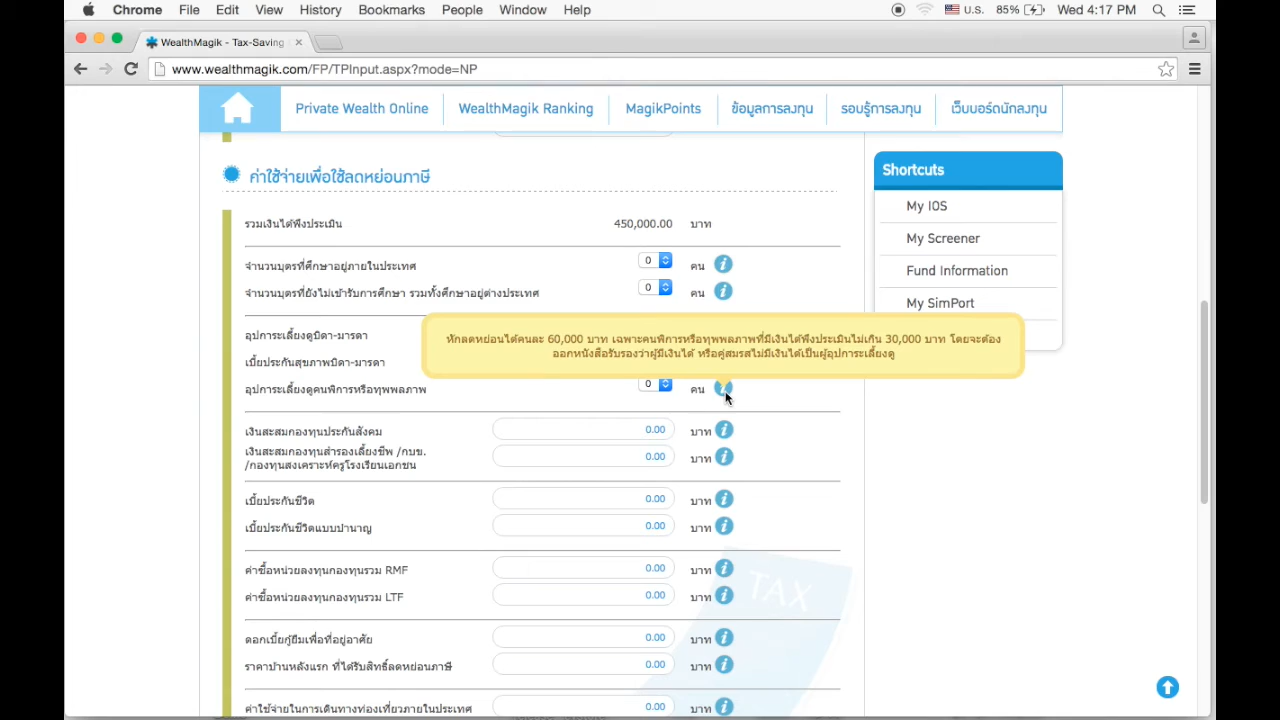 Chrome File Edit View History Bookmarks People Window Help U.S. 85% Wed 4:17 PM
WealthMagik - Tax-Saving
www.wealthmagik.com/FP/TPInput.aspx?mode=NP
Private Wealth Online WealthMagik Ranking MagikPoints ข้อมูลการลงทุน รอบรู้การลงทุน เว็บบอร์ดนักลงทุน
ค่าใช้จ่ายเพื่อใช้ลดหย่อนภาษี
Shortcuts
My IOS
My Screener
Fund Information
My SimPort
รวมเงินได้พึงประเมิน 450,000.00 บาท
จำนวนบุตรที่ศึกษาอยู่ภายในประเทศ 0 คน
จำนวนบุตรที่ยังไม่เข้ารับการศึกษา รวมทั้งศึกษาอยู่ต่างประเทศ 0 คน
อุปการะเลี้ยงดูบิดา-มารดา
หักลดหย่อนได้คนละ 60,000 บาท เฉพาะคนพิการหรือทุพพลภาพที่มีเงินได้พึงประเมินไม่เกิน 30,000 บาท โดยจะต้อง
ออกหนังสือรับรองว่าผู้มีเงินได้ หรือคู่สมรสไม่มีเงินได้เป็นผู้อุปการะเลี้ยงดู
เบี้ยประกันสุขภาพบิดา-มารดา
อุปการะเลี้ยงดูคนพิการหรือทุพพลภาพ 0 คน
เงินสะสมกองทุนประกันสังคม 0.00 บาท
เงินสะสมกองทุนสำรองเลี้ยงชีพ /กบข.
/กองทุนสงเคราะห์ครูโรงเรียนเอกชน 0.00 บาท
เบี้ยประกันชีวิต 0.00 บาท
เบี้ยประกันชีวิตแบบบำนาญ 0.00 บาท
ค่าซื้อหน่วยลงทุนกองทุนรวม RMF 0.00 บาท
ค่าซื้อหน่วยลงทุนกองทุนรวม LTF 0.00 บาท
TAX
ดอกเบี้ยกู้ยืมเพื่อที่อยู่อาศัย 0.00 บาท
ราคาบ้านหลังแรก ที่ได้รับสิทธิ์ลดหย่อนภาษี 0.00 บาท
ค่าใช้จ่ายในการเดินทางท่องเที่ยวภายในประเทศ 0.00 บาท